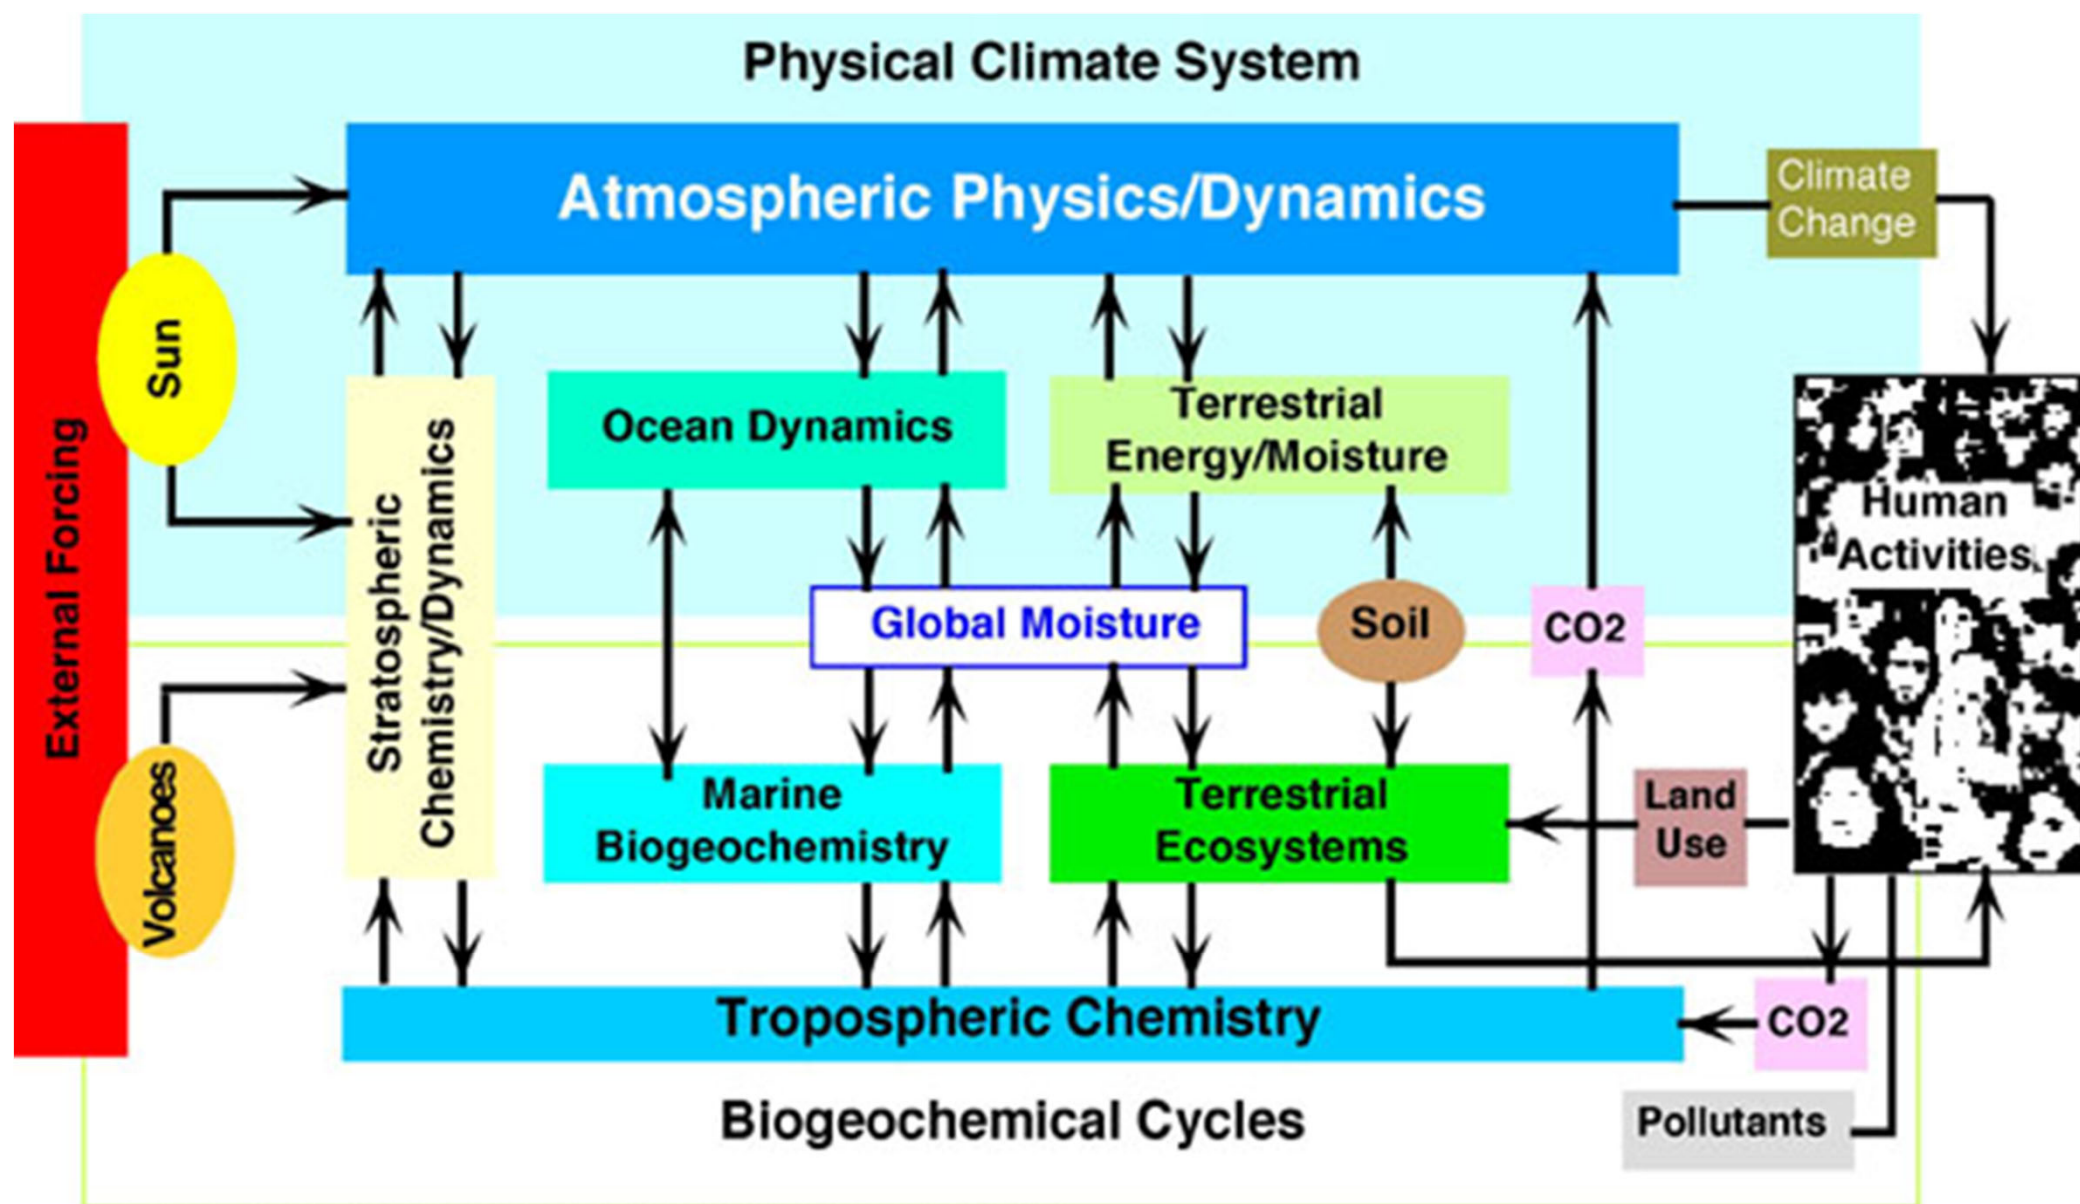 Physical Climate System
Atmospheric Physics/Dynamics
Climate
Change
External Forcing
Sun
Volcanoes
Stratospheric
Chemistry/Dynamics
Ocean Dynamics
Terrestrial
Energy/Moisture
Human
Activities
Global Moisture
Soil
CO2
Marine
Biogeochemistry
Terrestrial
Ecosystems
Land
Use
Tropospheric Chemistry
CO2
Biogeochemical Cycles
Pollutants